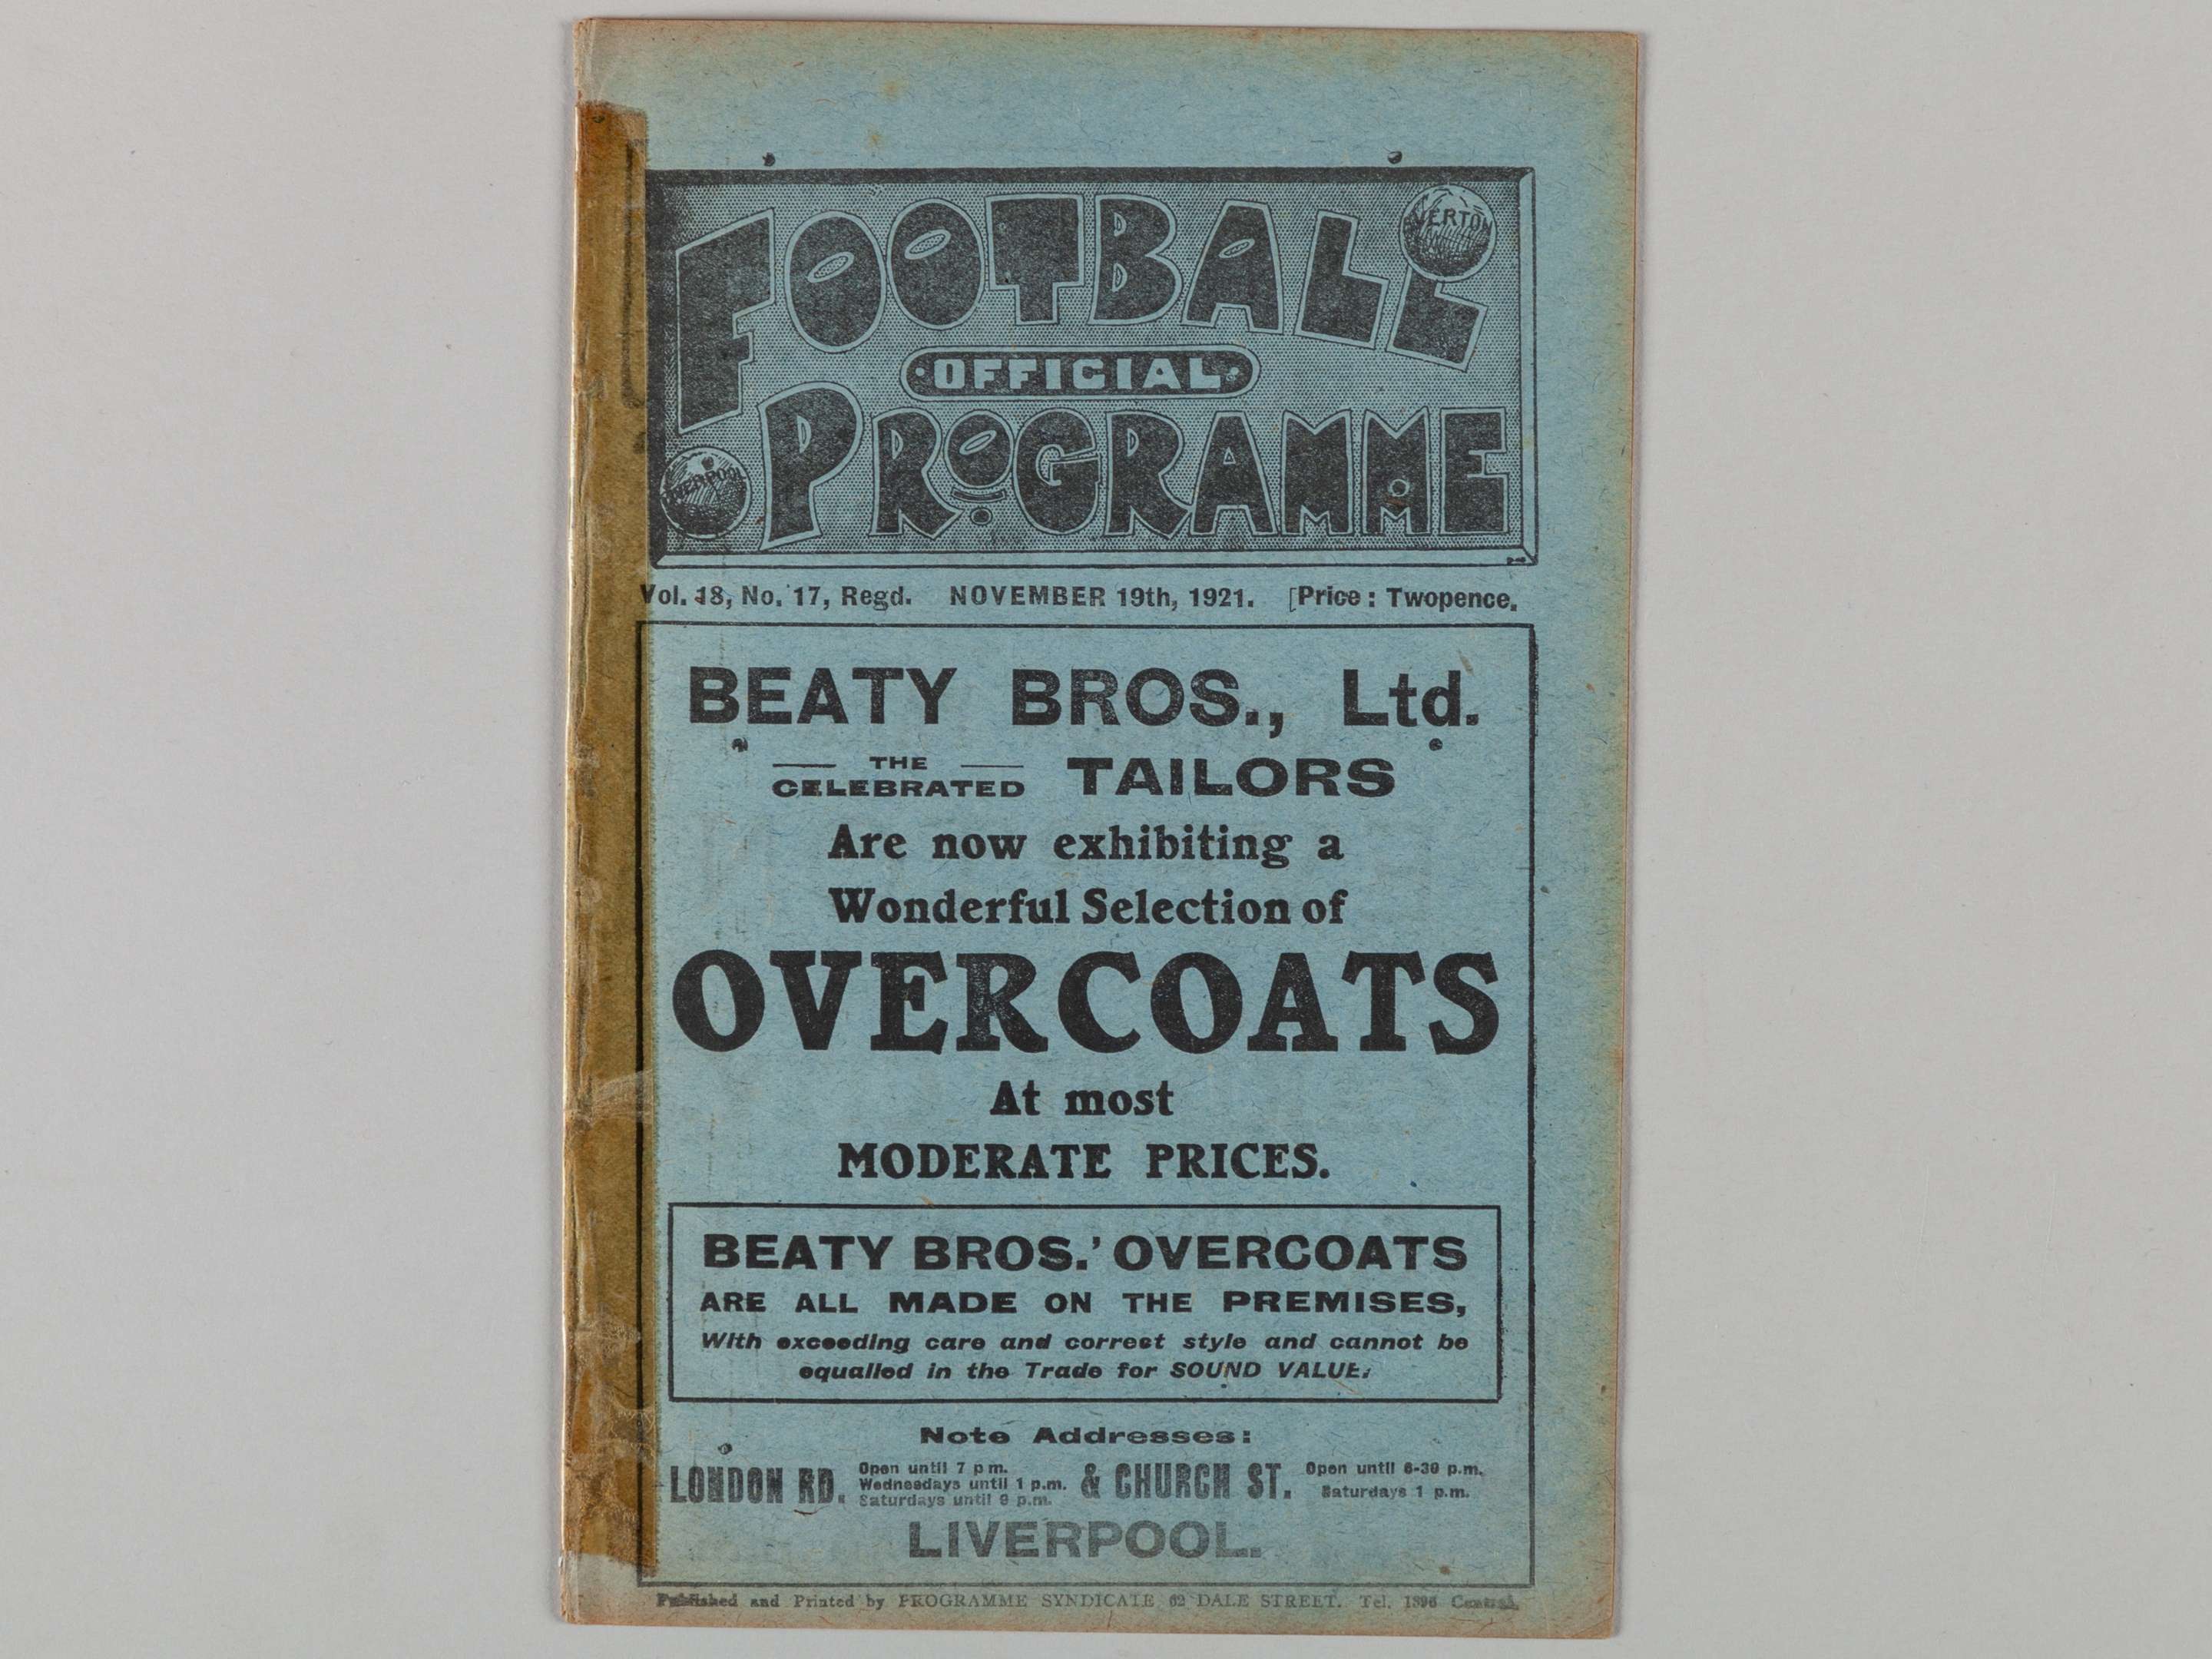 FOOTBALL
EVERTON
OFFICIAL
PROGRAMME
LIVERPOOL
Vol. 18, No. 17, Regd. NOVEMBER 19th, 1921. [Price : Twopence.
BEATY BROS., Ltd.
THE
CELEBRATED TAILORS
Are now exhibiting a
Wonderful Selection of
OVERCOATS
At most
MODERATE PRICES.
BEATY BROS.' OVERCOATS
ARE ALL MADE ON THE PREMISES,
With exceeding care and correct style and cannot be
equalled in the Trade for SOUND VALUE.
Note Addresses:
LONDON RD. Open until 7 p m. Wednesdays until 1 p.m. Saturdays until 9 p.m. & CHURCH ST. Open until 6-30 p.m. Saturdays 1 p.m.
LIVERPOOL.
Published and Printed by PROGRAMME SYNDICATE 62 DALE STREET. Tel. 1396 Central.